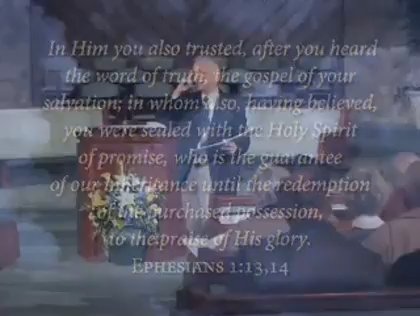 In Him you also trusted, after you heard
the word of truth, the gospel of your
salvation; in whom also, having believed,
you were sealed with the Holy Spirit
of promise, who is the guarantee
of our inheritance until the redemption
of the purchased possession,
to the praise of His glory.
EPHESIANS 1:13,14